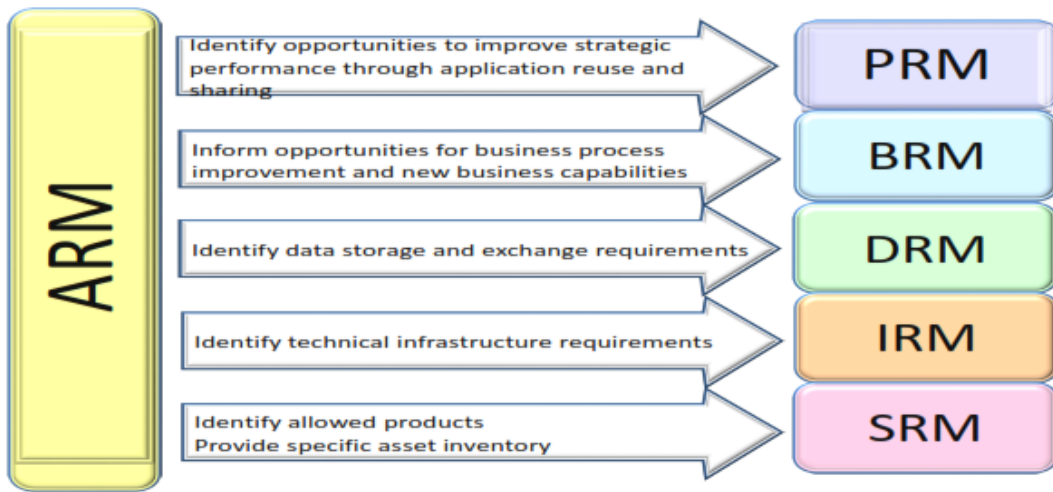 ARM
Identify opportunities to improve strategic
performance through application reuse and
sharing
PRM
Inform opportunities for business process
improvement and new business capabilities
BRM
Identify data storage and exchange requirements
DRM
Identify technical infrastructure requirements
IRM
Identify allowed products
Provide specific asset inventory
SRM